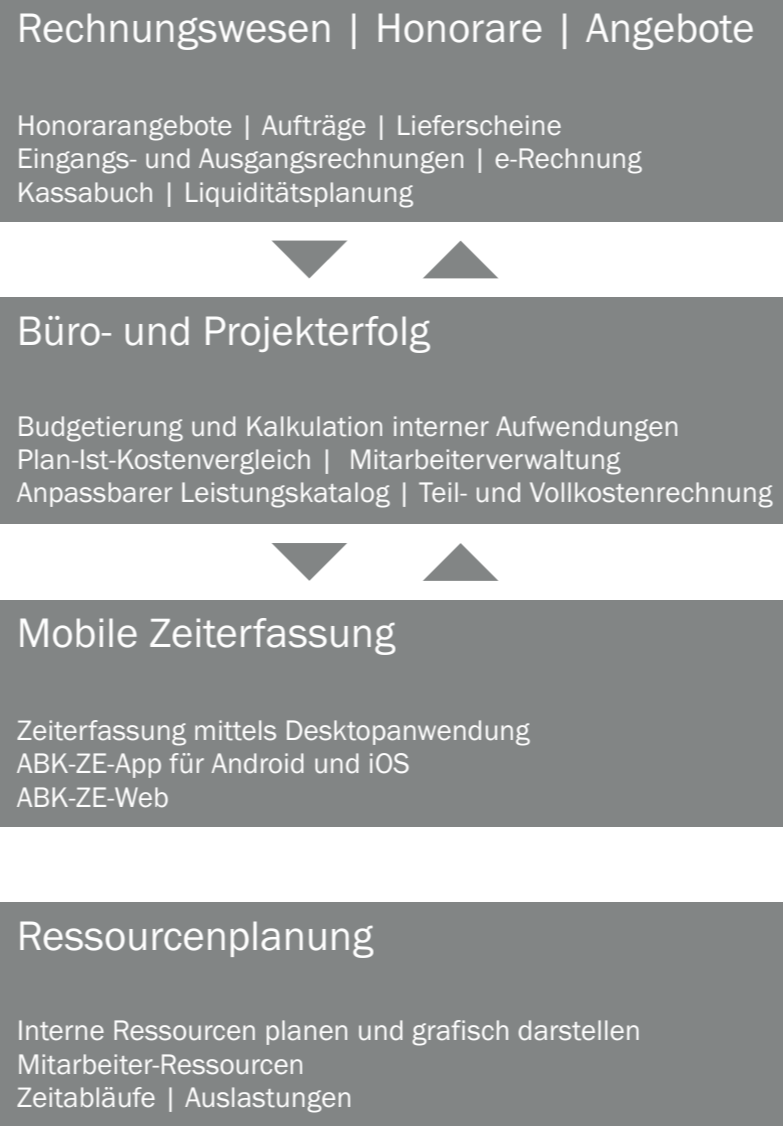 Rechnungswesen | Honorare | Angebote
Honorarangebote | Aufträge | Lieferscheine
Eingangs- und Ausgangsrechnungen | e-Rechnung
Kassabuch | Liquiditätsplanung
Büro- und Projekterfolg
Budgetierung und Kalkulation interner Aufwendungen
Plan-Ist-Kostenvergleich | Mitarbeiterverwaltung
Anpassbarer Leistungskatalog | Teil- und Vollkostenrechnung
Mobile Zeiterfassung
Zeiterfassung mittels Desktopanwendung
ABK-ZE-App für Android und iOS
ABK-ZE-Web
Ressourcenplanung
Interne Ressourcen planen und grafisch darstellen
Mitarbeiter-Ressourcen
Zeitabläufe | Auslastungen